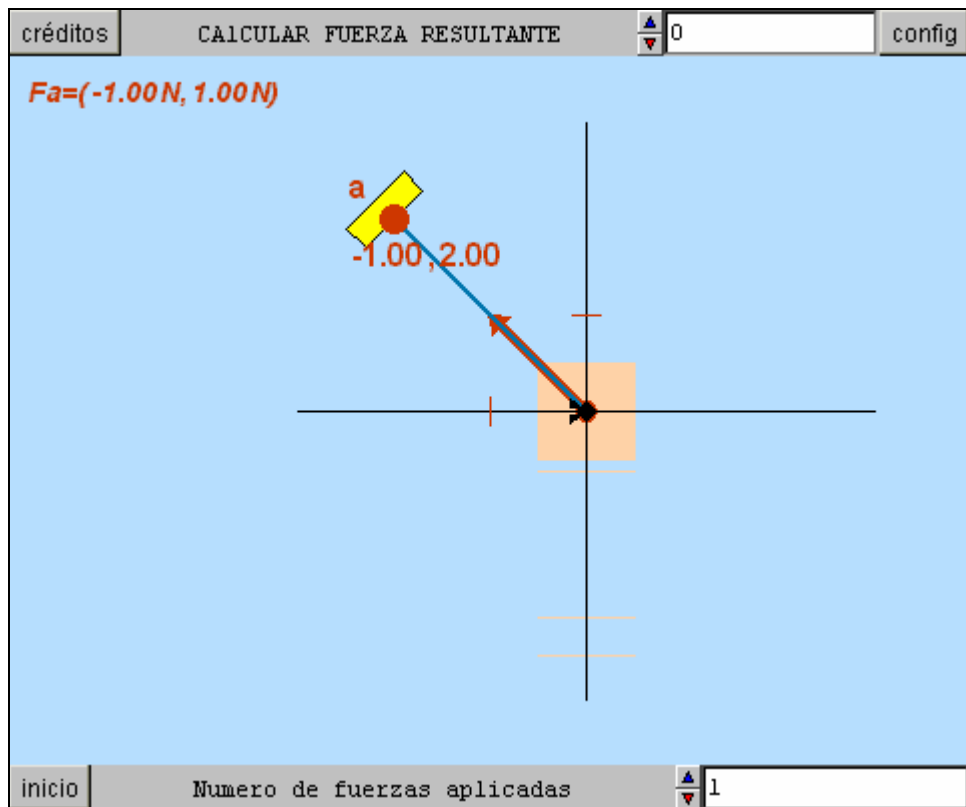 créditos CAlCULAR FUERZA RESULTANTE 0 config
Fa=(-1.00N, 1.00N)
a
-1.00,2.00
inicio Numero de fuerzas aplicadas 1